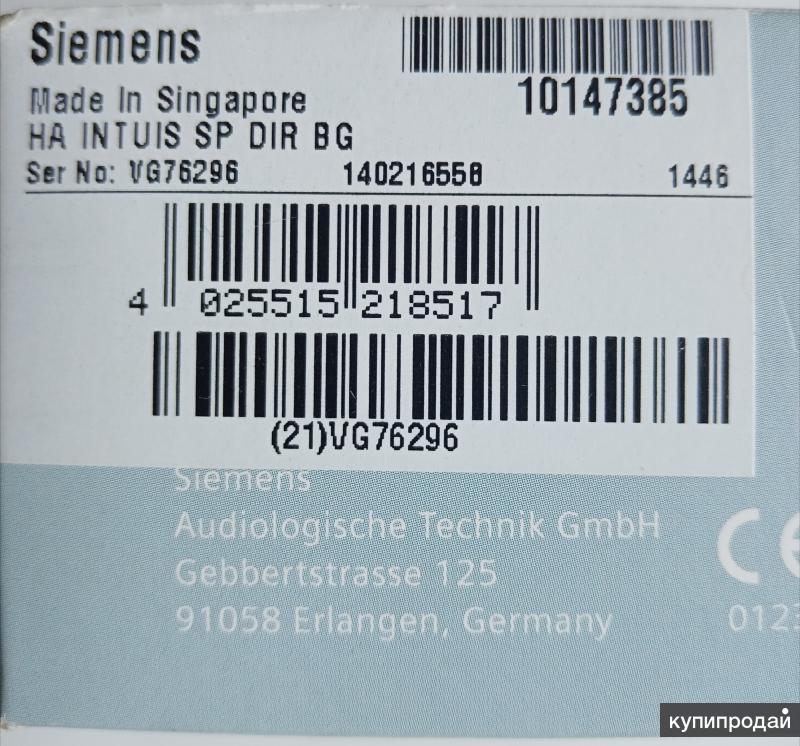 Siemens
10147385
Made In Singapore
HA INTUIS SP DIR BG
Ser No: VG76296 140216558 1446
4 025515 218517
(21)VG76296
Siemens
Audiologische Technik GmbH
Gebbertstrasse 125
91058 Erlangen, Germany
CE
0123
купипродай